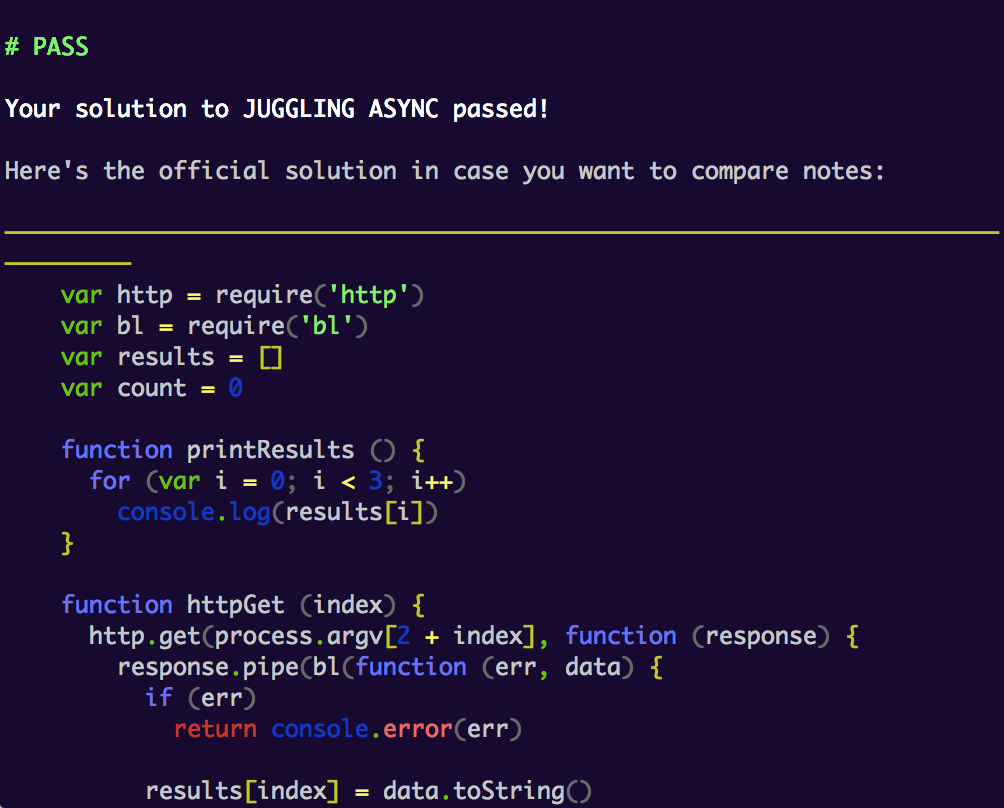 # PASS
Your solution to JUGGLING ASYNC passed!
Here's the official solution in case you want to compare notes:
var http = require('http')
var bl = require('bl')
var results = []
var count = 0
function printResults () {
for (var i = 0; i < 3; i++)
console.log(results[i])
}
function httpGet (index) {
http.get(process.argv[2 + index], function (response) {
response.pipe(bl(function (err, data) {
if (err)
return console.error(err)
results[index] = data.toString()